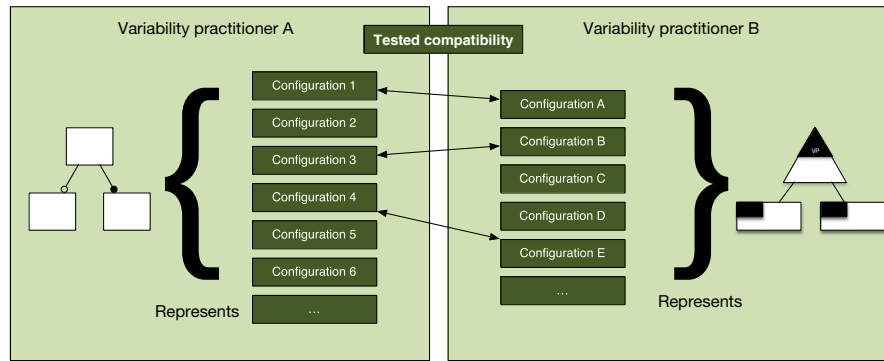 Variability practitioner A
Tested compatibility
Variability practitioner B
Configuration 1
Configuration 2
Configuration 3
Configuration 4
Configuration 5
Configuration 6
...
Represents
Configuration A
Configuration B
Configuration C
Configuration D
Configuration E
...
Represents
VP